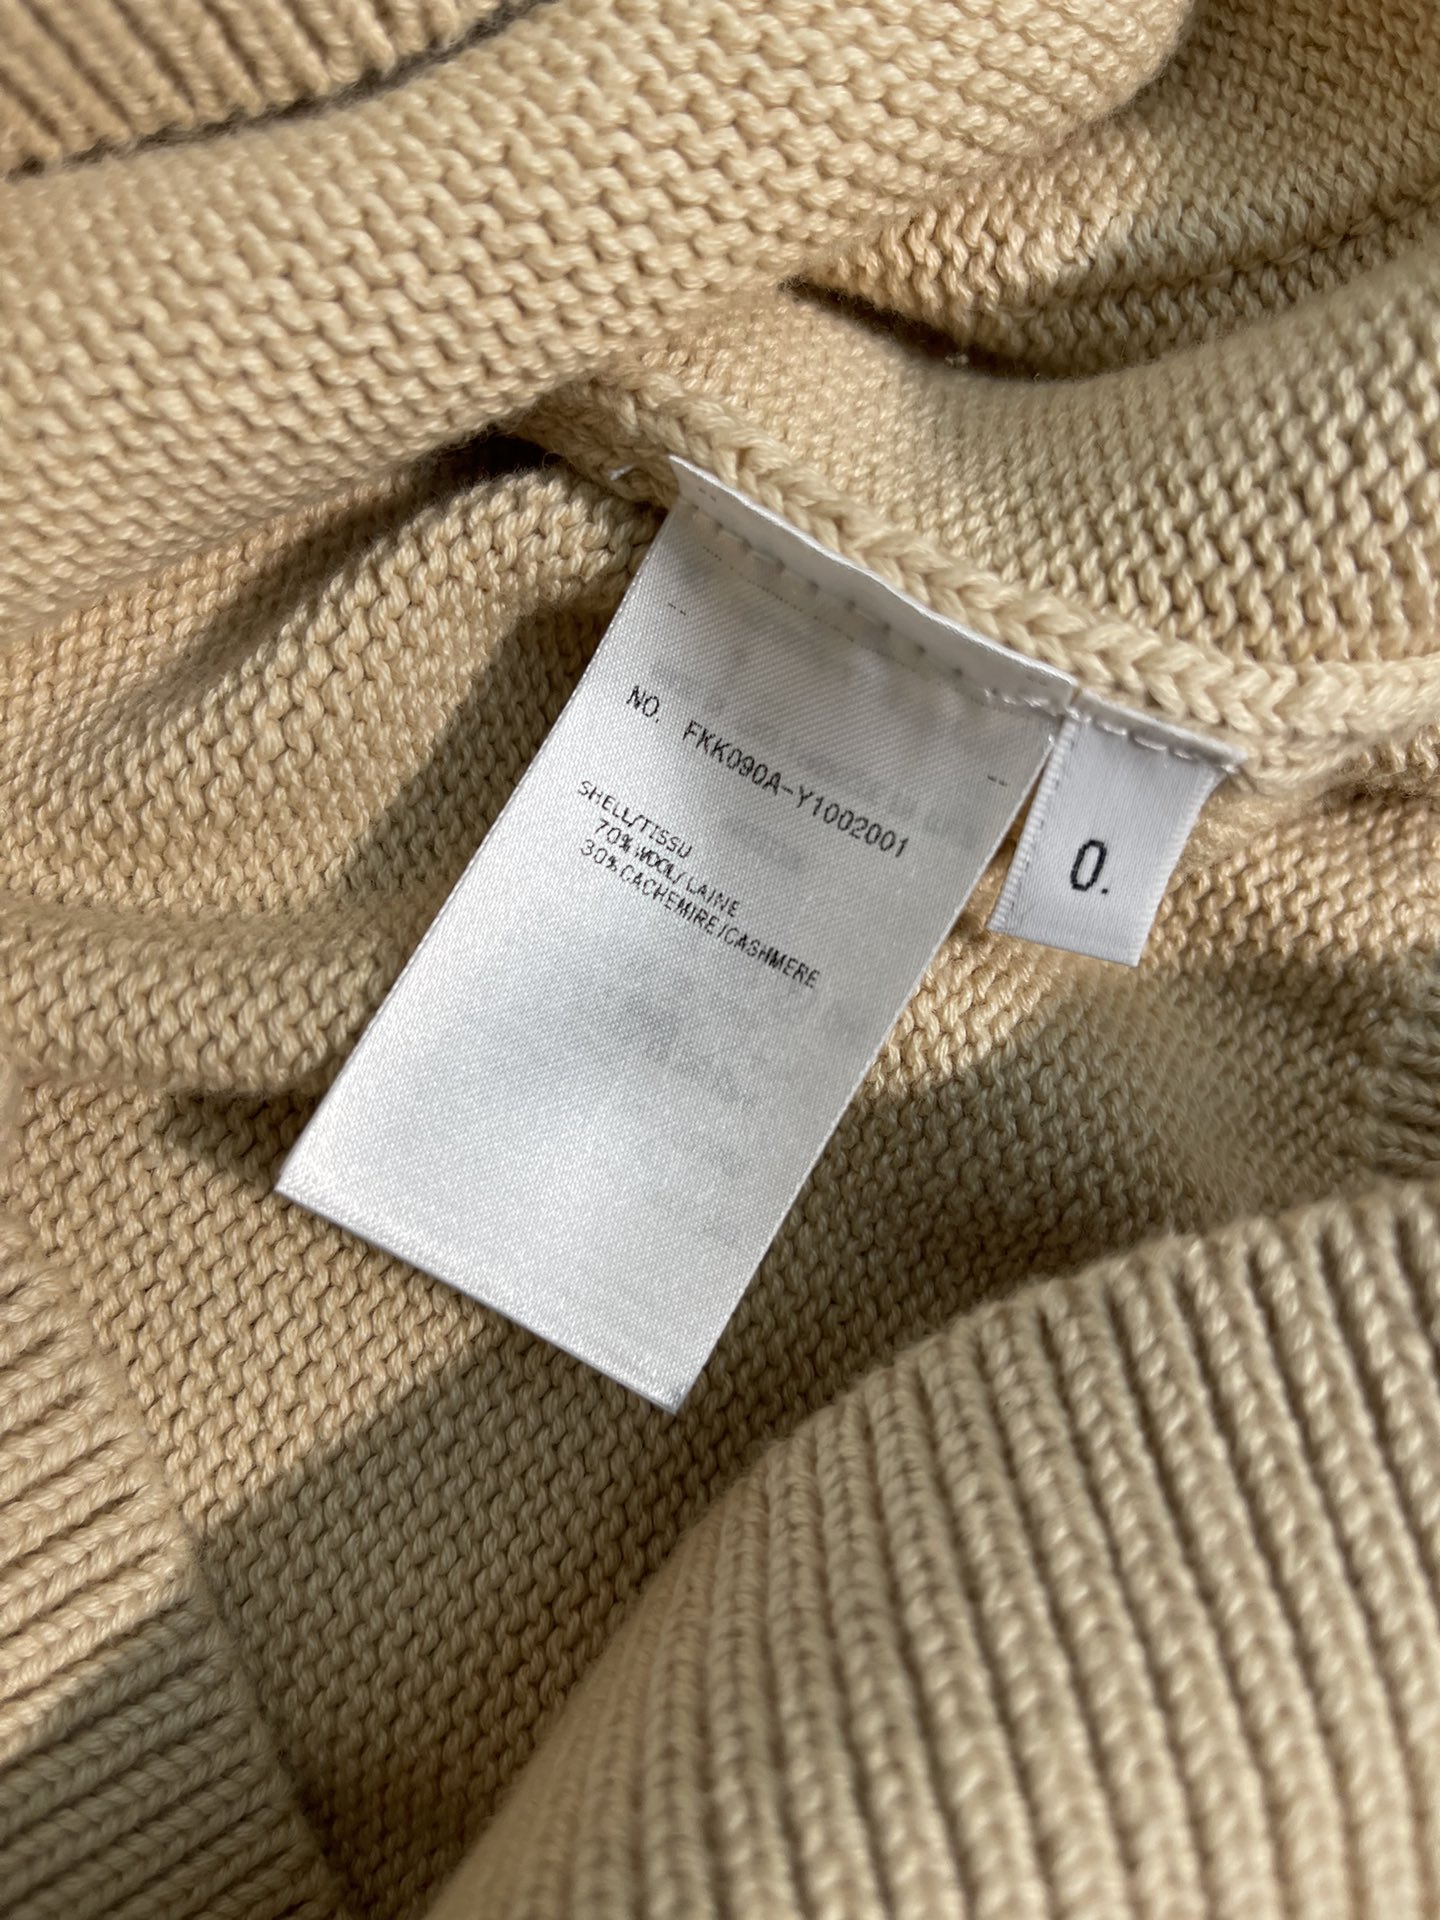 NO. FKK090A-Y1002001
SHELL/TISSU
70% WOOL/LAINE
30% CACHEMIRE/CASHMERE
0.